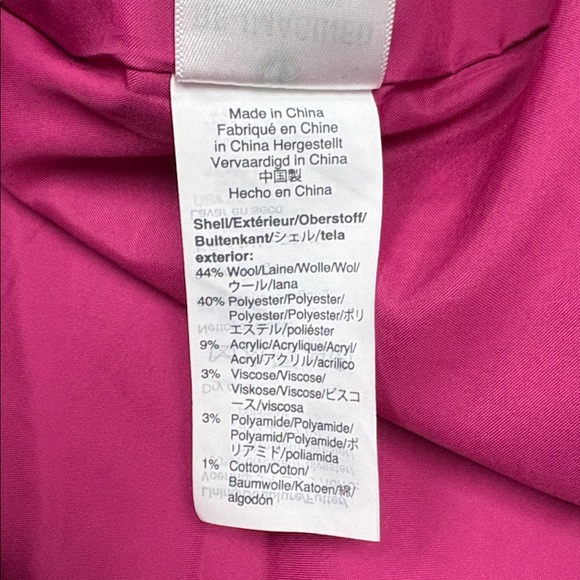 Made in China
Fabriqué en Chine
in China Hergestellt
Vervaardigd in China
中国製
Hecho en China
Shell/Extérieur/Oberstoff/
Buitenkant/シェル/tela
exterior:
44% Wool/Laine/Wolle/Wol/
ウール/lana
40% Polyester/Polyester/
Polyester/Polyester/ポリ
エステル/poliéster
9% Acrylic/Acrylique/Acryl/
Acryl/アクリル/acrílico
3% Viscose/Viscose/
Viskose/Viscose/ビスコ
ース/viscosa
3% Polyamide/Polyamide/
Polyamid/Polyamide/ポ
リアミド/poliamida
1% Cotton/Coton/
Baumwolle/Katoen/綿/
algodón